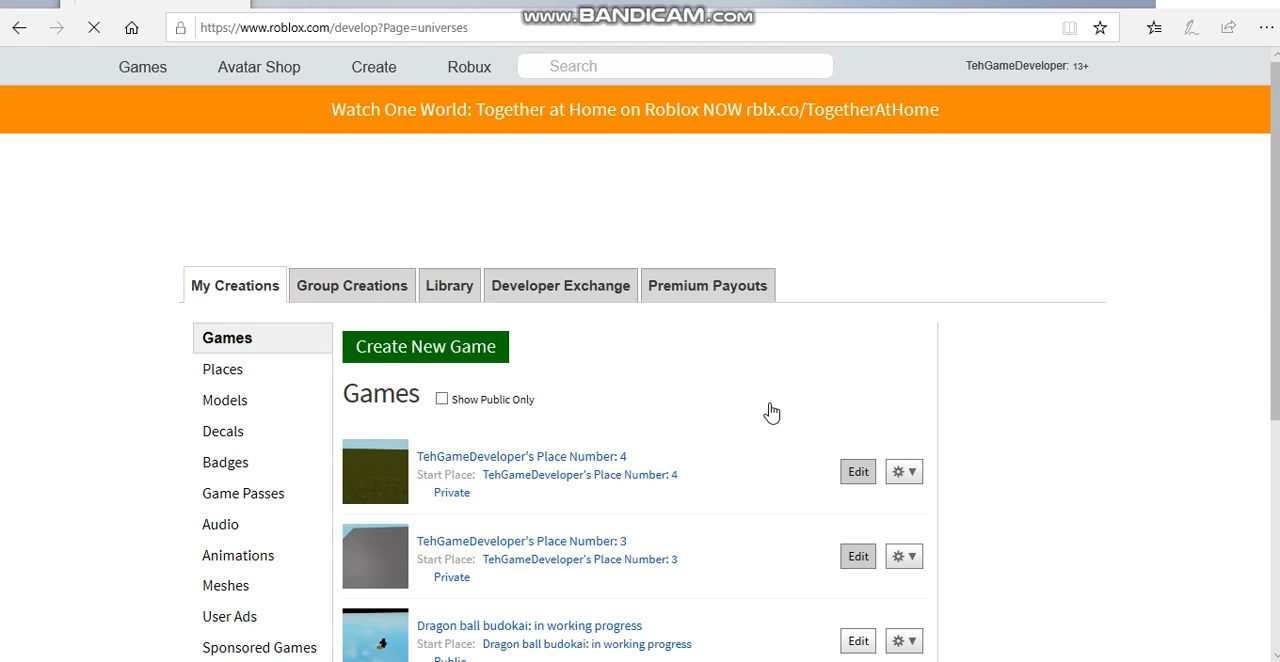 www.BANDICAM.com
https://www.roblox.com/develop?Page=universes
Games Avatar Shop Create Robux Search TehGameDeveloper: 13+
Watch One World: Together at Home on Roblox NOW rblx.co/TogetherAtHome
My Creations Group Creations Library Developer Exchange Premium Payouts
Games
Places
Models
Decals
Badges
Game Passes
Audio
Animations
Meshes
User Ads
Sponsored Games
Create New Game
Games Show Public Only
TehGameDeveloper's Place Number: 4
Start Place: TehGameDeveloper's Place Number: 4
Private
Edit
TehGameDeveloper's Place Number: 3
Start Place: TehGameDeveloper's Place Number: 3
Private
Edit
Dragon ball budokai: in working progress
Start Place: Dragon ball budokai: in working progress
Public
Edit